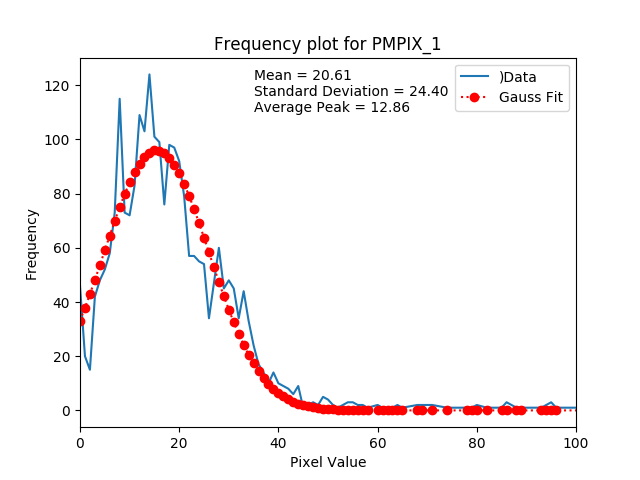 Frequency plot for PMPIX_1
Mean = 20.61
Standard Deviation = 24.40
Average Peak = 12.86
)Data
Gauss Fit
Frequency
120
100
80
60
40
20
0
0 20 40 60 80 100
Pixel Value